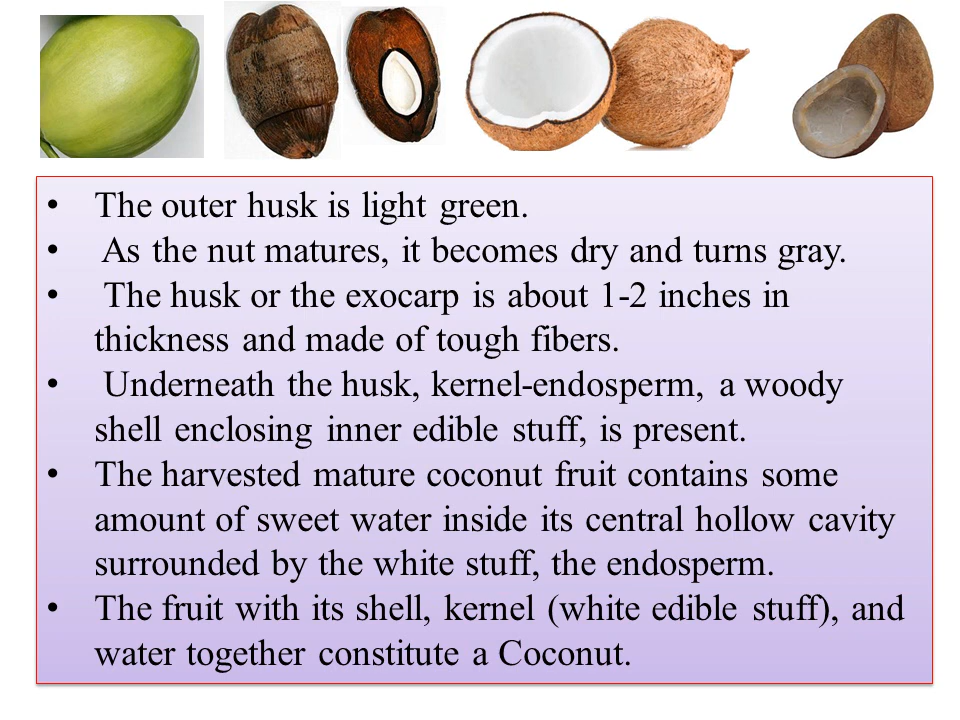 • The outer husk is light green.
• As the nut matures, it becomes dry and turns gray.
• The husk or the exocarp is about 1-2 inches in
thickness and made of tough fibers.
• Underneath the husk, kernel-endosperm, a woody
shell enclosing inner edible stuff, is present.
• The harvested mature coconut fruit contains some
amount of sweet water inside its central hollow cavity
surrounded by the white stuff, the endosperm.
• The fruit with its shell, kernel (white edible stuff), and
water together constitute a Coconut.